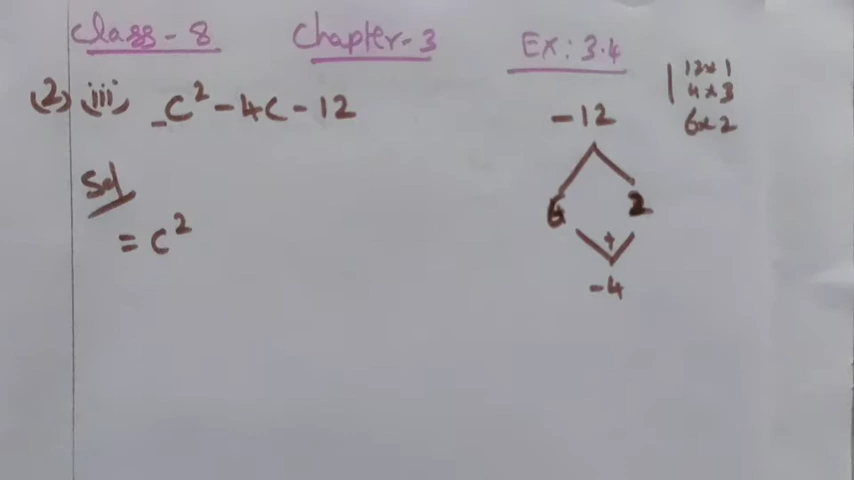 Class - 8 Chapter - 3 Ex: 3.4
(2) (iii) C² - 4C - 12
Sol
= C²
12 x 1
4 x 3
6 x 2
-12
6 2
+
-4